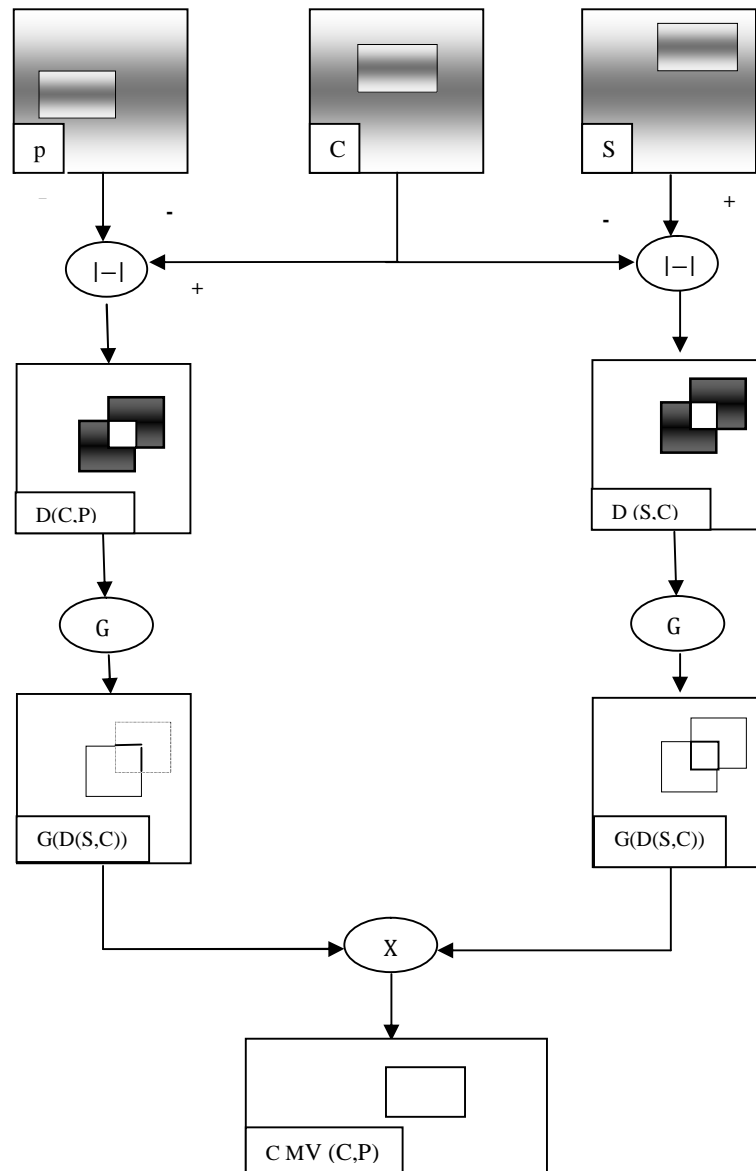 p
C
S
-
-
+
|−|
|−|
+
D(C,P)
D (S,C)
G
G
G(D(S,C))
G(D(S,C))
X
C MV (C,P)